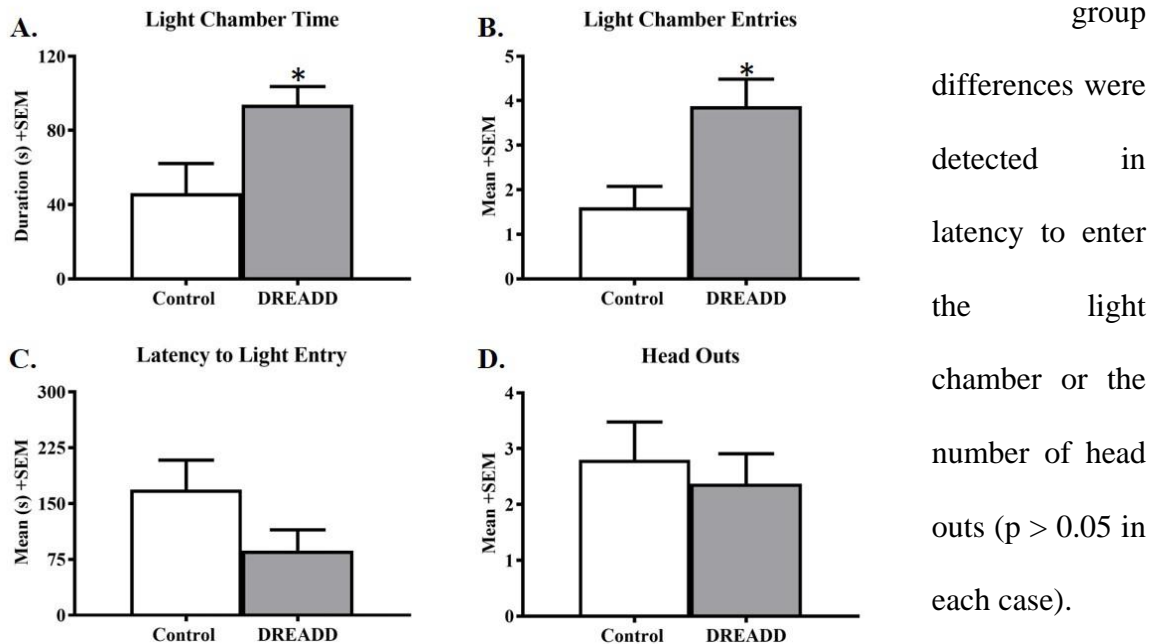 A.
Light Chamber Time
Duration (s) +SEM
120
80
40
0
*
Control DREADD
B.
Light Chamber Entries
Mean +SEM
5
4
3
2
1
0
*
Control DREADD
C.
Latency to Light Entry
Mean (s) +SEM
300
225
150
75
0
Control DREADD
D.
Head Outs
Mean +SEM
4
3
2
1
0
Control DREADD
group
differences were
detected in
latency to enter
the light
chamber or the
number of head
outs (p > 0.05 in
each case).